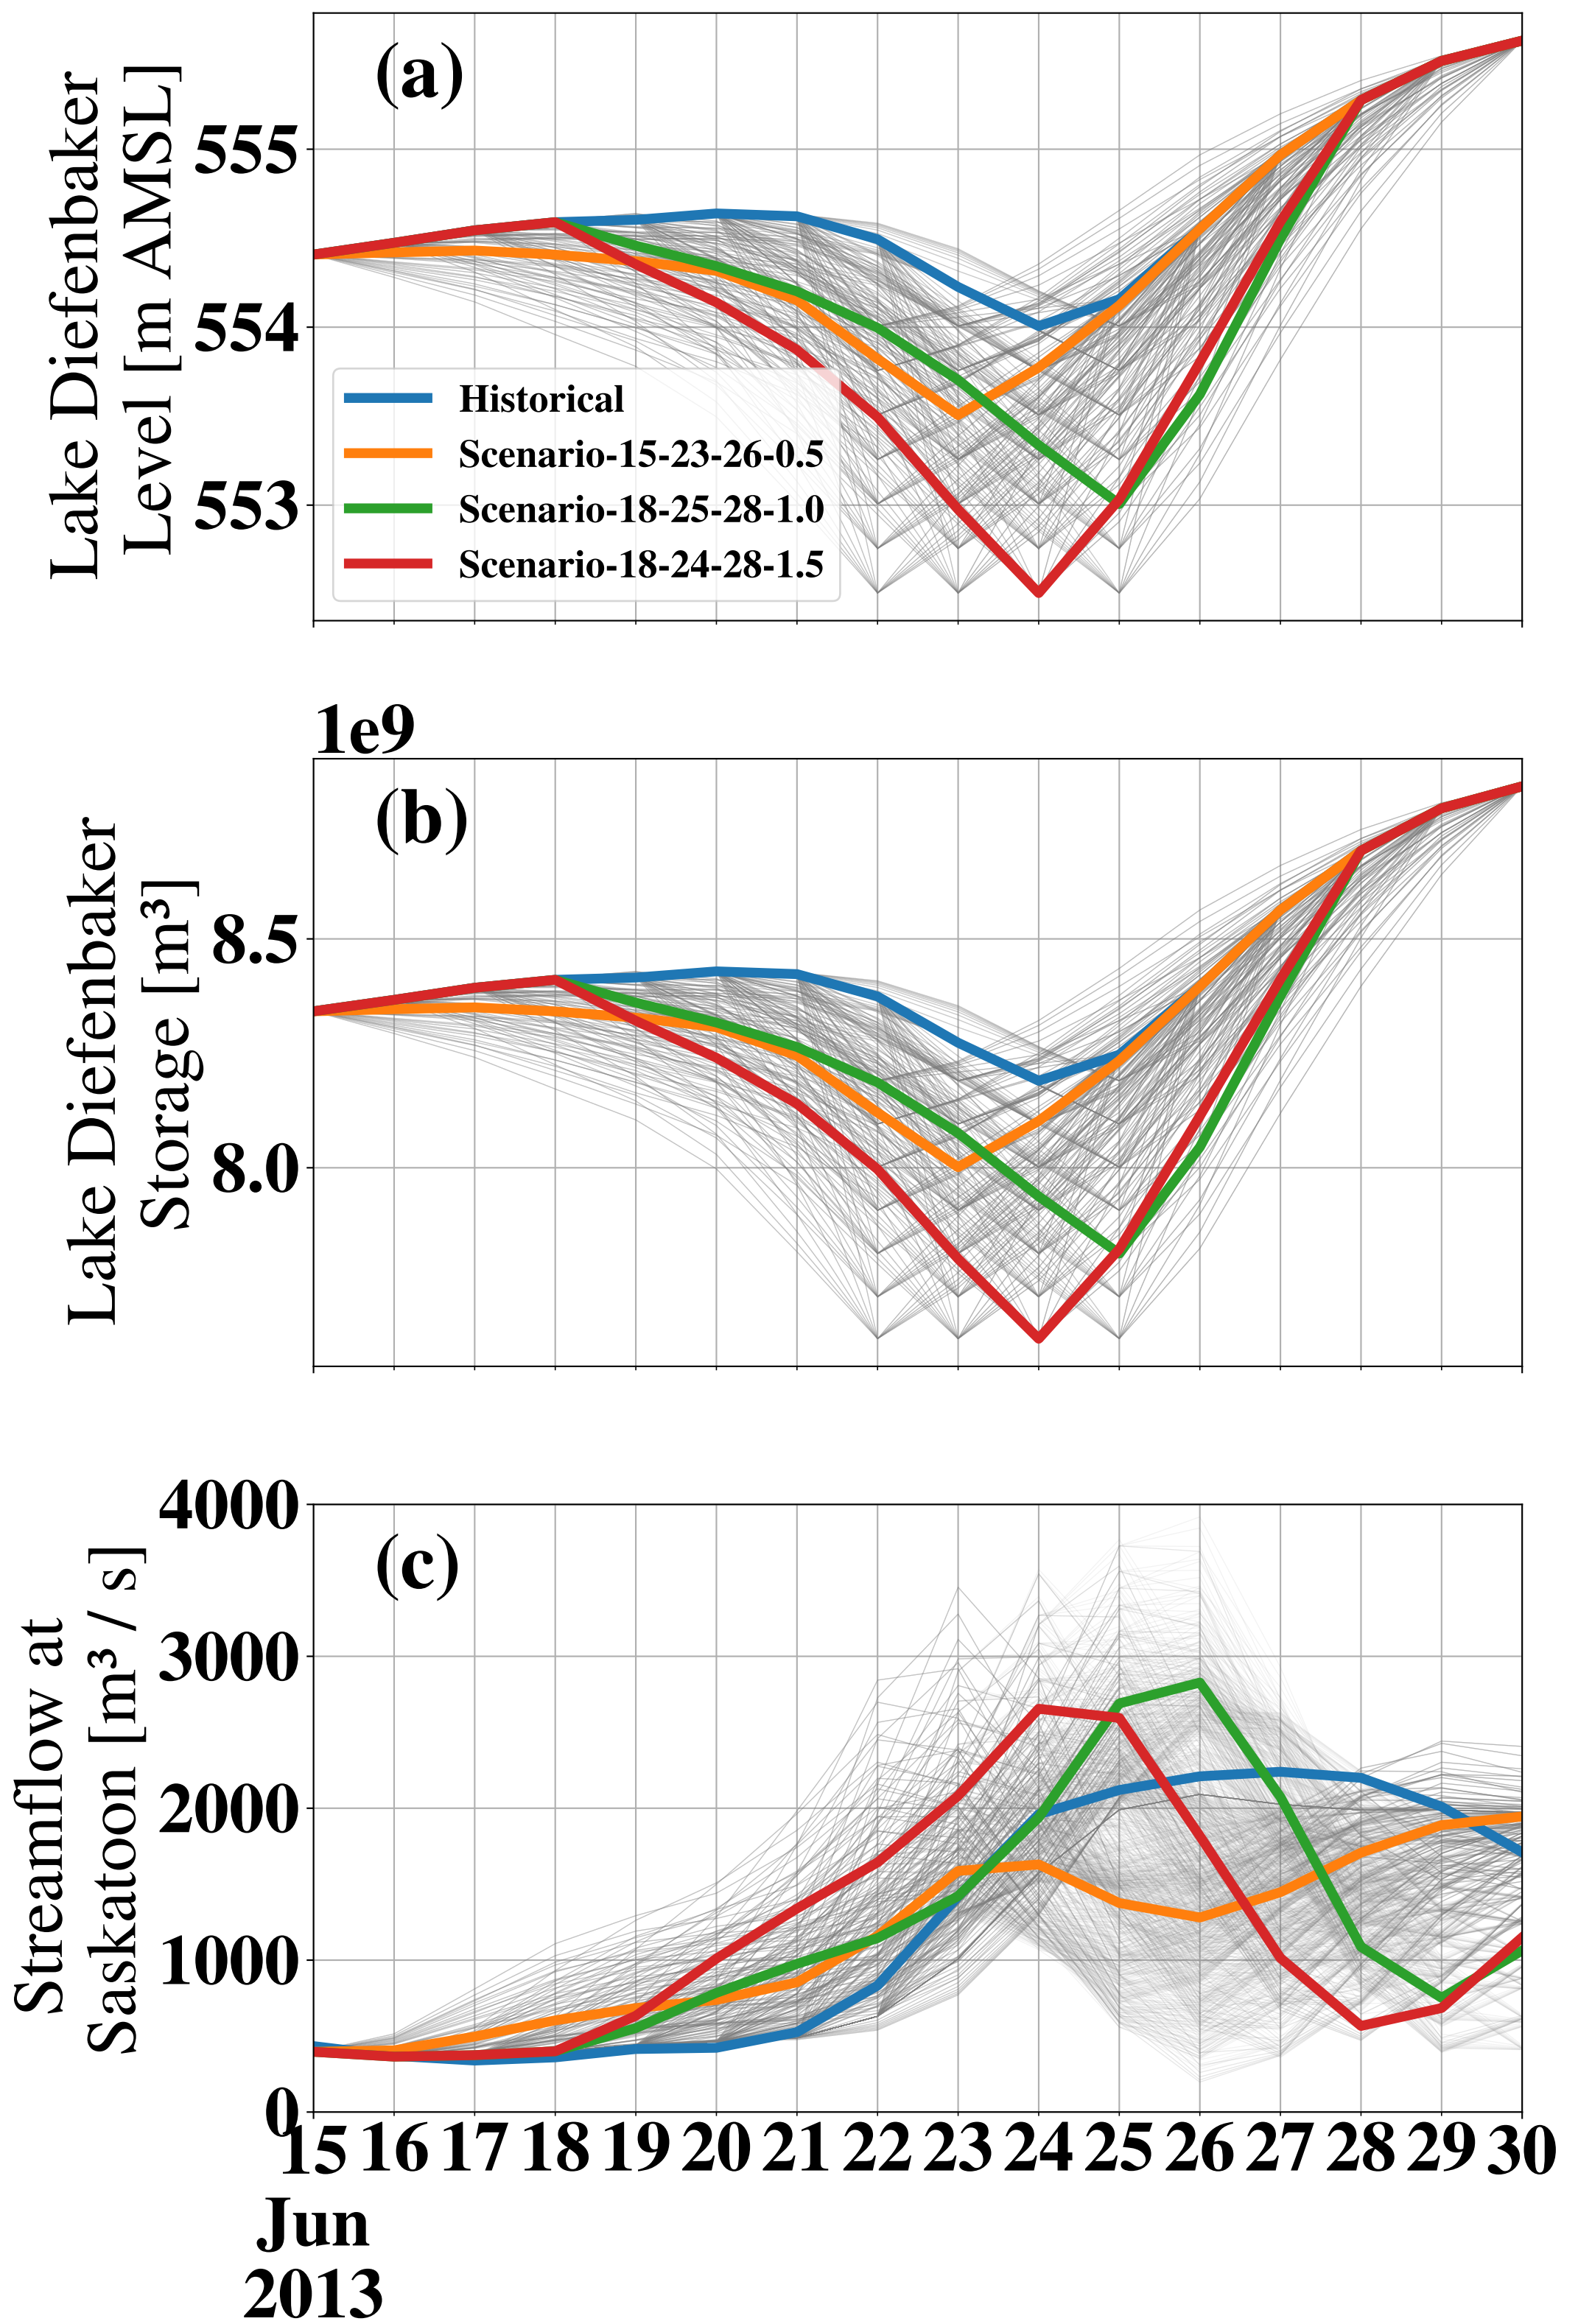 (a)
Lake Diefenbaker
Level [m AMSL]
555
554
553
Historical
Scenario-15-23-26-0.5
Scenario-18-25-28-1.0
Scenario-18-24-28-1.5
1e9
(b)
Lake Diefenbaker
Storage [m³]
8.5
8.0
(c)
Streamflow at
Saskatoon [m³ / s]
4000
3000
2000
1000
0
15 16 17 18 19 20 21 22 23 24 25 26 27 28 29 30
Jun
2013